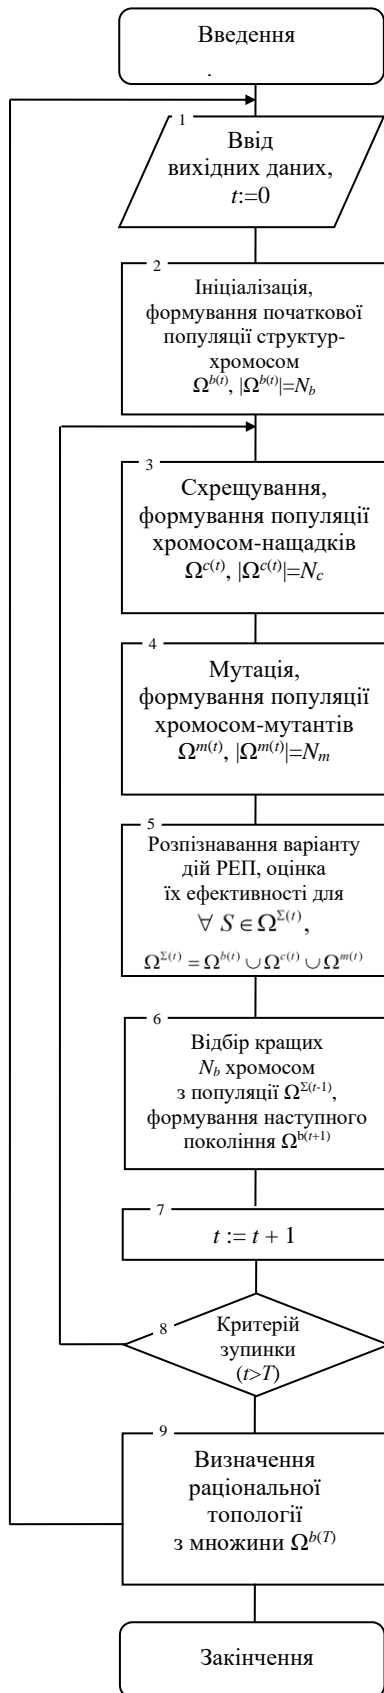 Введення
.
1
Ввід
вихідних даних,
t:=0
2
Ініціалізація,
формування початкової
популяції структур-
хромосом
Ω^b(t), |Ω^b(t)|=N_b
3
Схрещування,
формування популяції
хромосом-нащадків
Ω^c(t), |Ω^c(t)|=N_c
4
Мутація,
формування популяції
хромосом-мутантів
Ω^m(t), |Ω^m(t)|=N_m
5
Розпізнавання варіанту
дій РЕП, оцінка
їх ефективності для
∀ S ∈ Ω^Σ(t),
Ω^Σ(t) = Ω^b(t) ∪ Ω^c(t) ∪ Ω^m(t)
6
Відбір кращих
N_b хромосом
з популяції Ω^Σ(t-1),
формування наступного
покоління Ω^b(t+1)
7
t := t + 1
8
Критерій
зупинки
(t>T)
9
Визначення
раціональної
топології
з множини Ω^b(T)
Закінчення